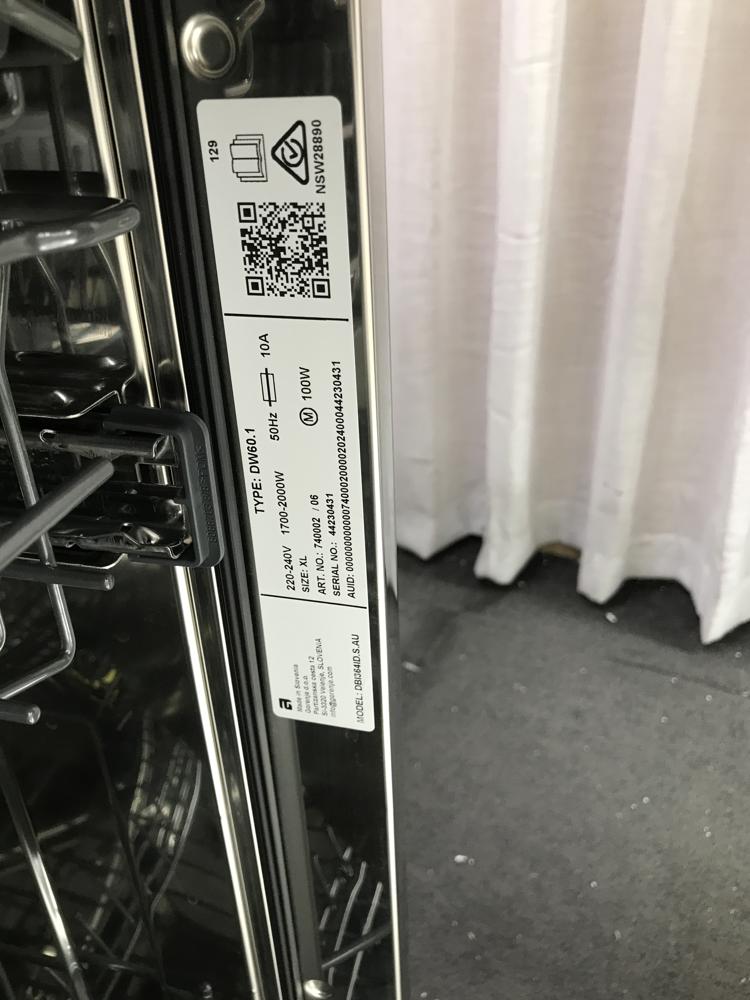 129
NSW28890
TYPE: DW60.1
220-240V 1700-2000W 50Hz 10A
SIZE: XL M 100W
ART. NO.: 740002 / 06
SERIAL NO.: 44230431
AUID: 0000000000007400020000202400044230431
Made in Slovenia
Gorenje d.o.o.
Partizanska cesta 12
SI-3320 Velenje, SLOVENIA
info@gorenje.com
MODEL: DBI364ID.S.AU